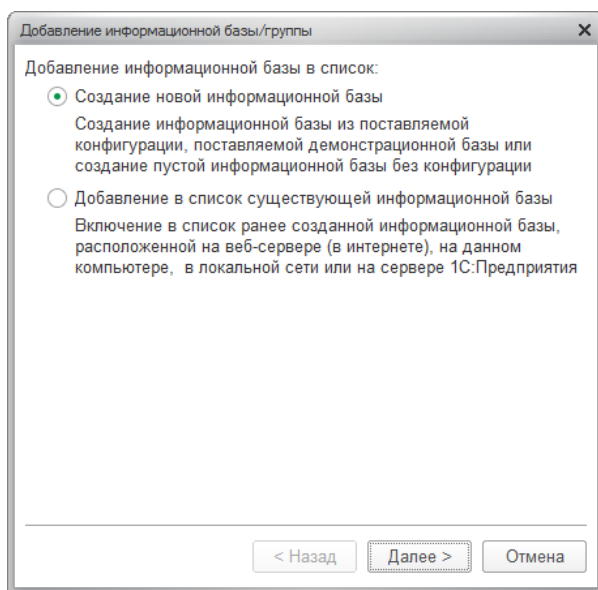 Добавление информационной базы/группы
Добавление информационной базы в список:
Создание новой информационной базы
Создание информационной базы из поставляемой
конфигурации, поставляемой демонстрационной базы или
создание пустой информационной базы без конфигурации
Добавление в список существующей информационной базы
Включение в список ранее созданной информационной базы,
расположенной на веб-сервере (в интернете), на данном
компьютере, в локальной сети или на сервере 1С:Предприятия
< Назад Далее > Отмена